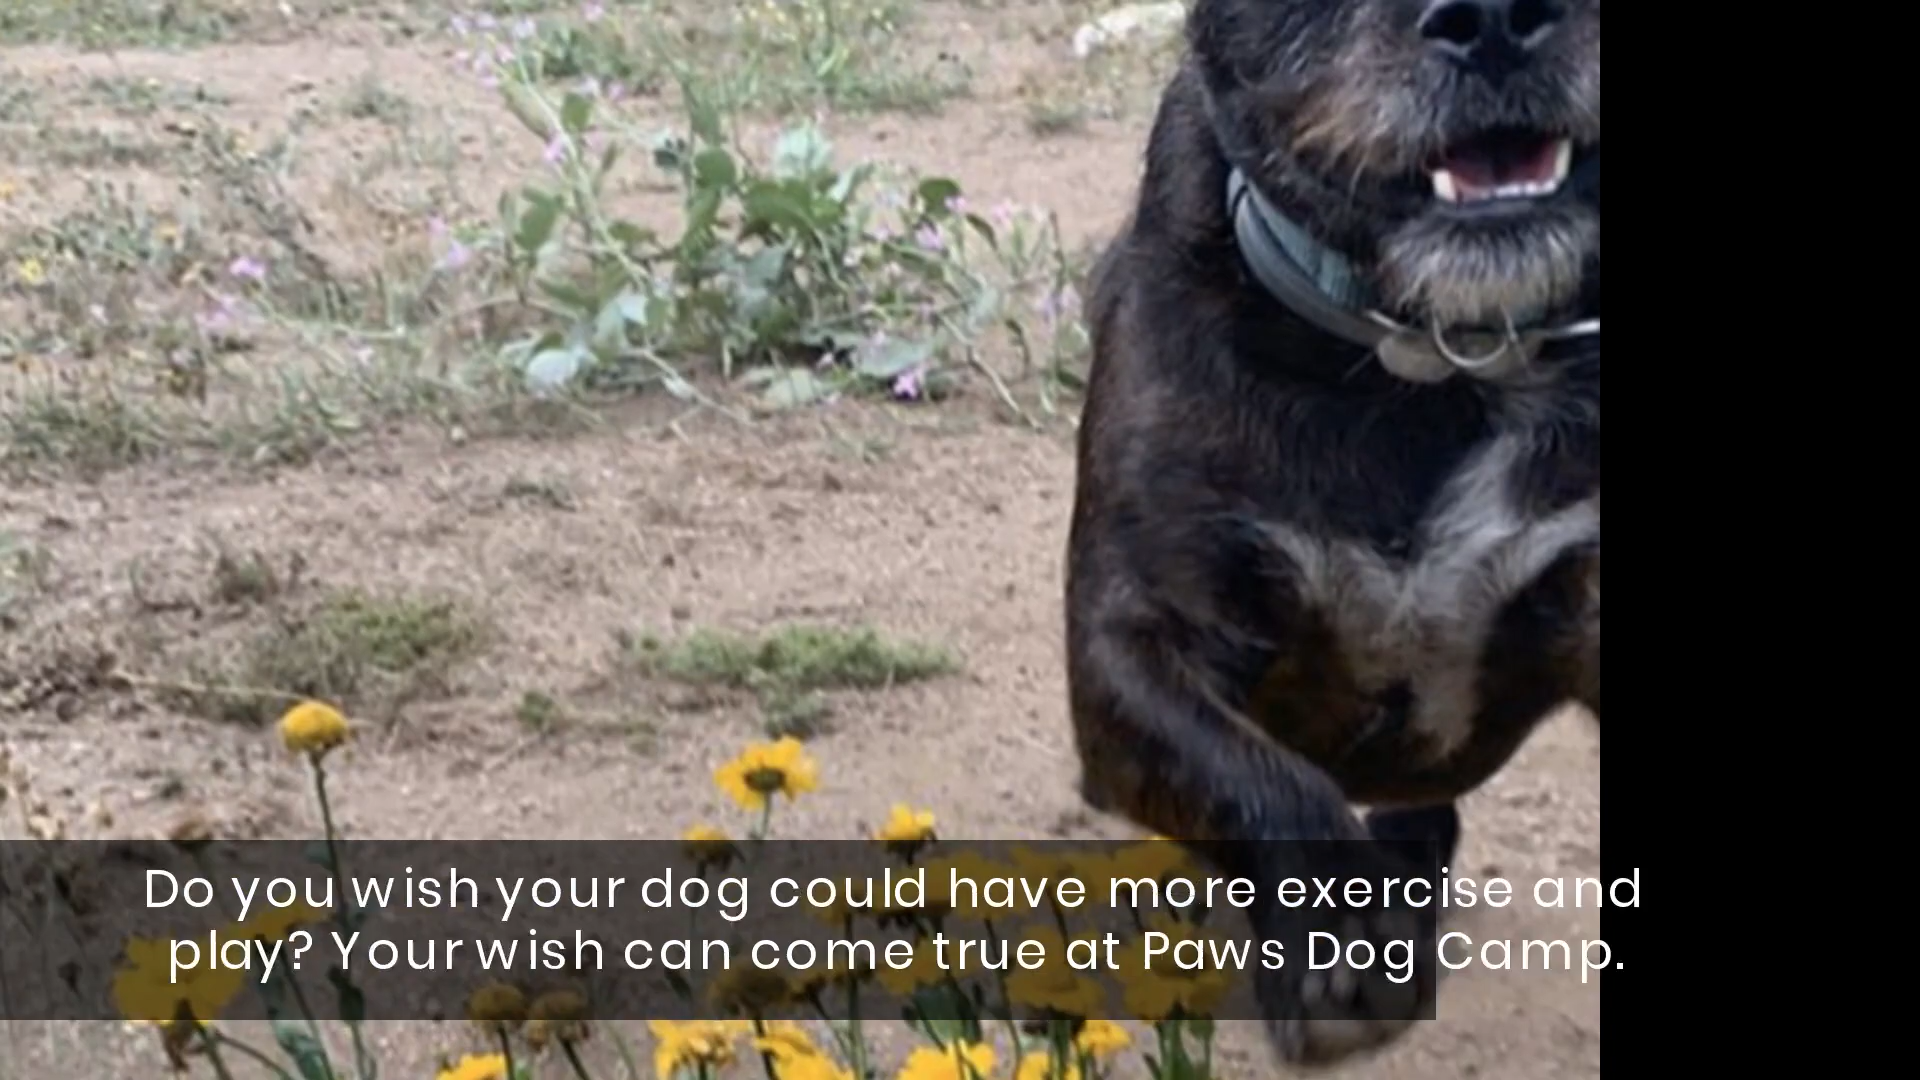 Do you wish your dog could have more exercise and
play? Your wish can come true at Paws Dog Camp.